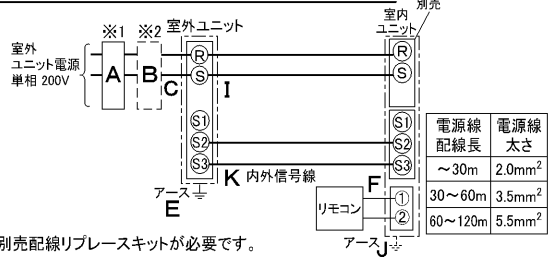 別売
※1
※2
室外ユニット
室内
ユニット
室外
ユニット電源
単相 200V
A
B
C
R
S
I
R
S
S1
S2
S3
S1
S2
S3
K
内外信号線
アース
E
F
リモコン
①
②
アース
J
電源線
配線長
電源線
太さ
～30m
2.0mm²
30～60m
3.5mm²
60～120m
5.5mm²
別売配線リプレースキットが必要です。